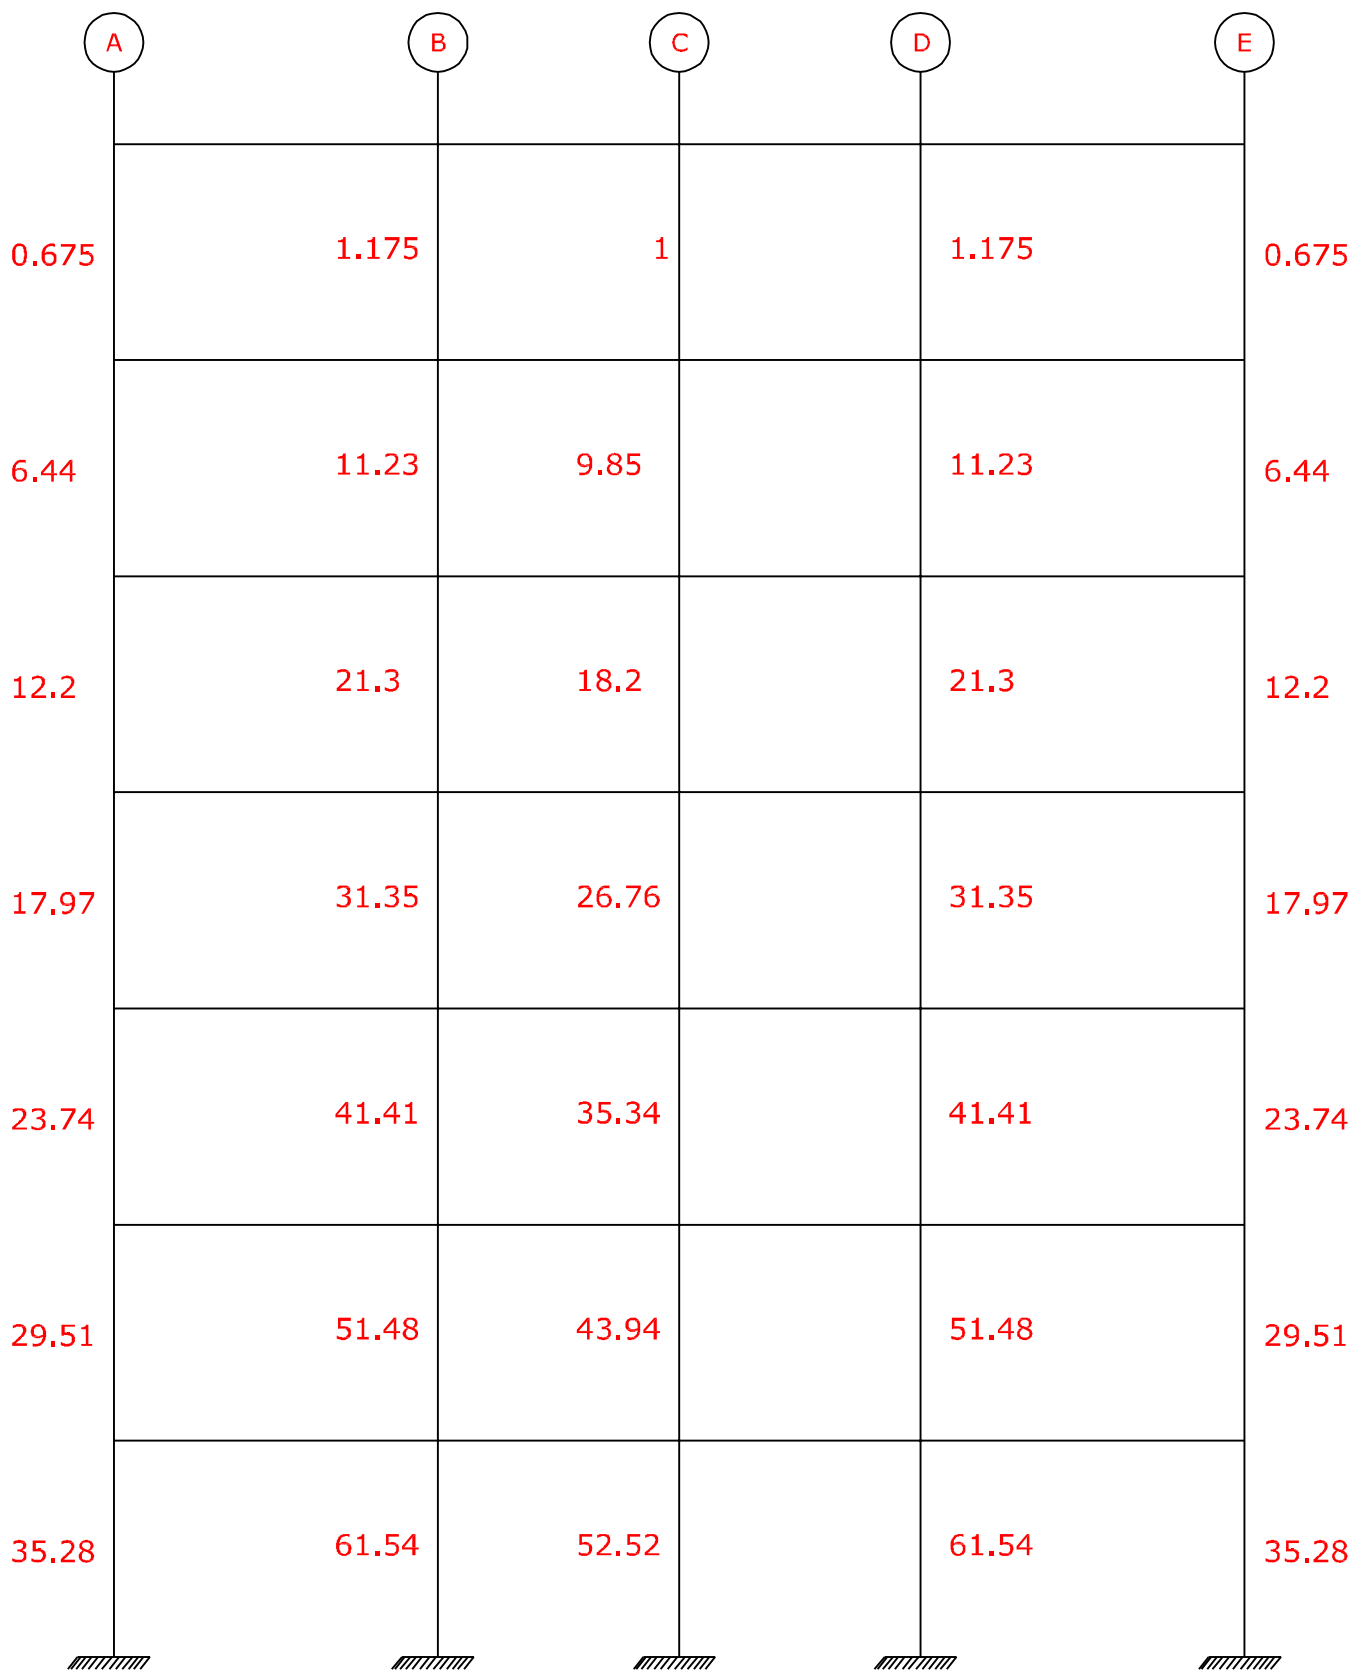 A B C D E
0.675 1.175 1 1.175 0.675
6.44 11.23 9.85 11.23 6.44
12.2 21.3 18.2 21.3 12.2
17.97 31.35 26.76 31.35 17.97
23.74 41.41 35.34 41.41 23.74
29.51 51.48 43.94 51.48 29.51
35.28 61.54 52.52 61.54 35.28